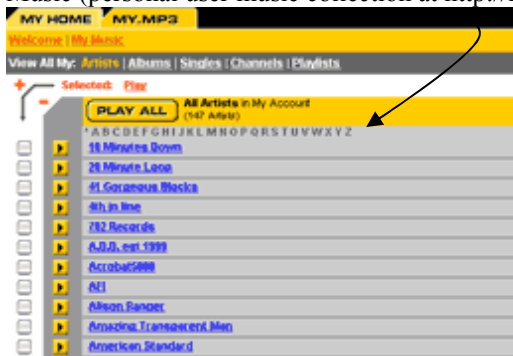 Music (personal user music collection at http://
MY HOME MY.MP3
Welcome | My Music
View All My: Artists | Albums | Singles | Channels | Playlists
Selected: Play
PLAY ALL All Artists in My Account
(147 Artists)
* A B C D E F G H I J K L M N O P Q R S T U V W X Y Z
18 Minutes Down
20 Minute Loop
41 Gorgeous Blocks
4th in line
702 Records
A.D.D. est 1999
Acrobat5000
AFI
Alison Ranger
Amazing Transparent Men
American Standard